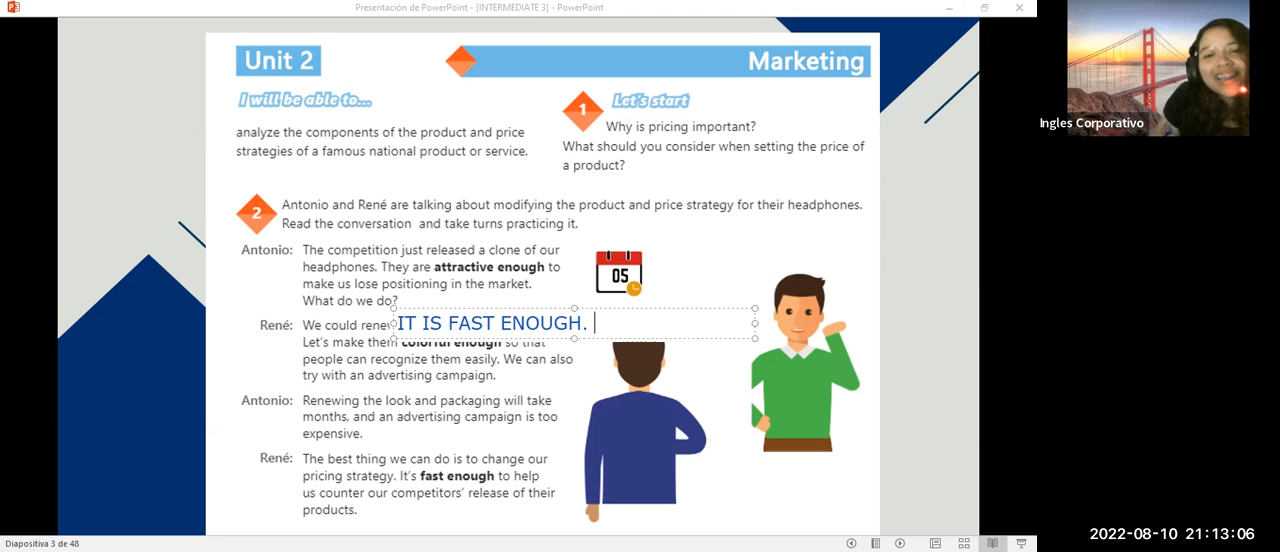 Presentación de PowerPoint - [INTERMEDIATE 3] - PowerPoint
Unit 2
Marketing
I will be able to...
analyze the components of the product and price
strategies of a famous national product or service.
1
Let's start
Why is pricing important?
What should you consider when setting the price of
a product?
2
Antonio and René are talking about modifying the product and price strategy for their headphones.
Read the conversation and take turns practicing it.
Antonio: The competition just released a clone of our
headphones. They are attractive enough to
make us lose positioning in the market.
What do we do?
05
René: We could
IT IS FAST ENOUGH.
Let's make them colorful enough so that
people can recognize them easily. We can also
try with an advertising campaign.
Antonio: Renewing the look and packaging will take
months, and an advertising campaign is too
expensive.
René: The best thing we can do is to change our
pricing strategy. It's fast enough to help
us counter our competitors' release of their
products.
Ingles Corporativo
2022-08-10 21:13:06
Diapositiva 3 de 48